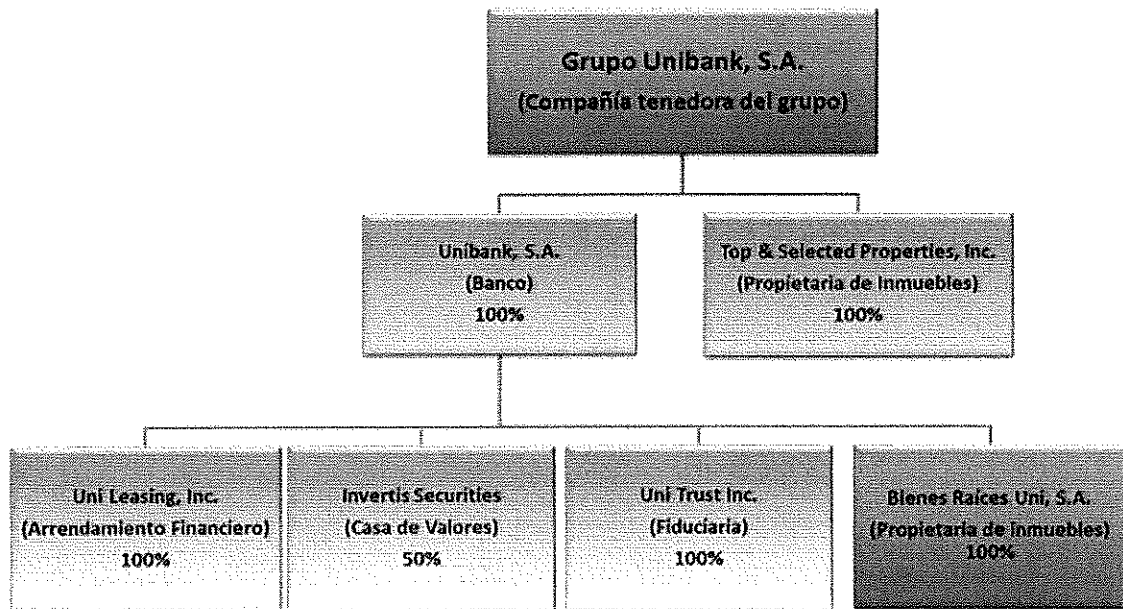 Grupo Unibank, S.A.
(Compañía tenedora del grupo)
Unibank, S.A.
(Banco)
100%
Top & Selected Properties, Inc.
(Propietaria de Inmuebles)
100%
Uni Leasing, Inc.
(Arrendamiento Financiero)
100%
Invertis Securities
(Casa de Valores)
50%
Uni Trust Inc.
(Fiduciaria)
100%
Bienes Raíces Uni, S.A.
(Propietaria de Inmuebles)
100%